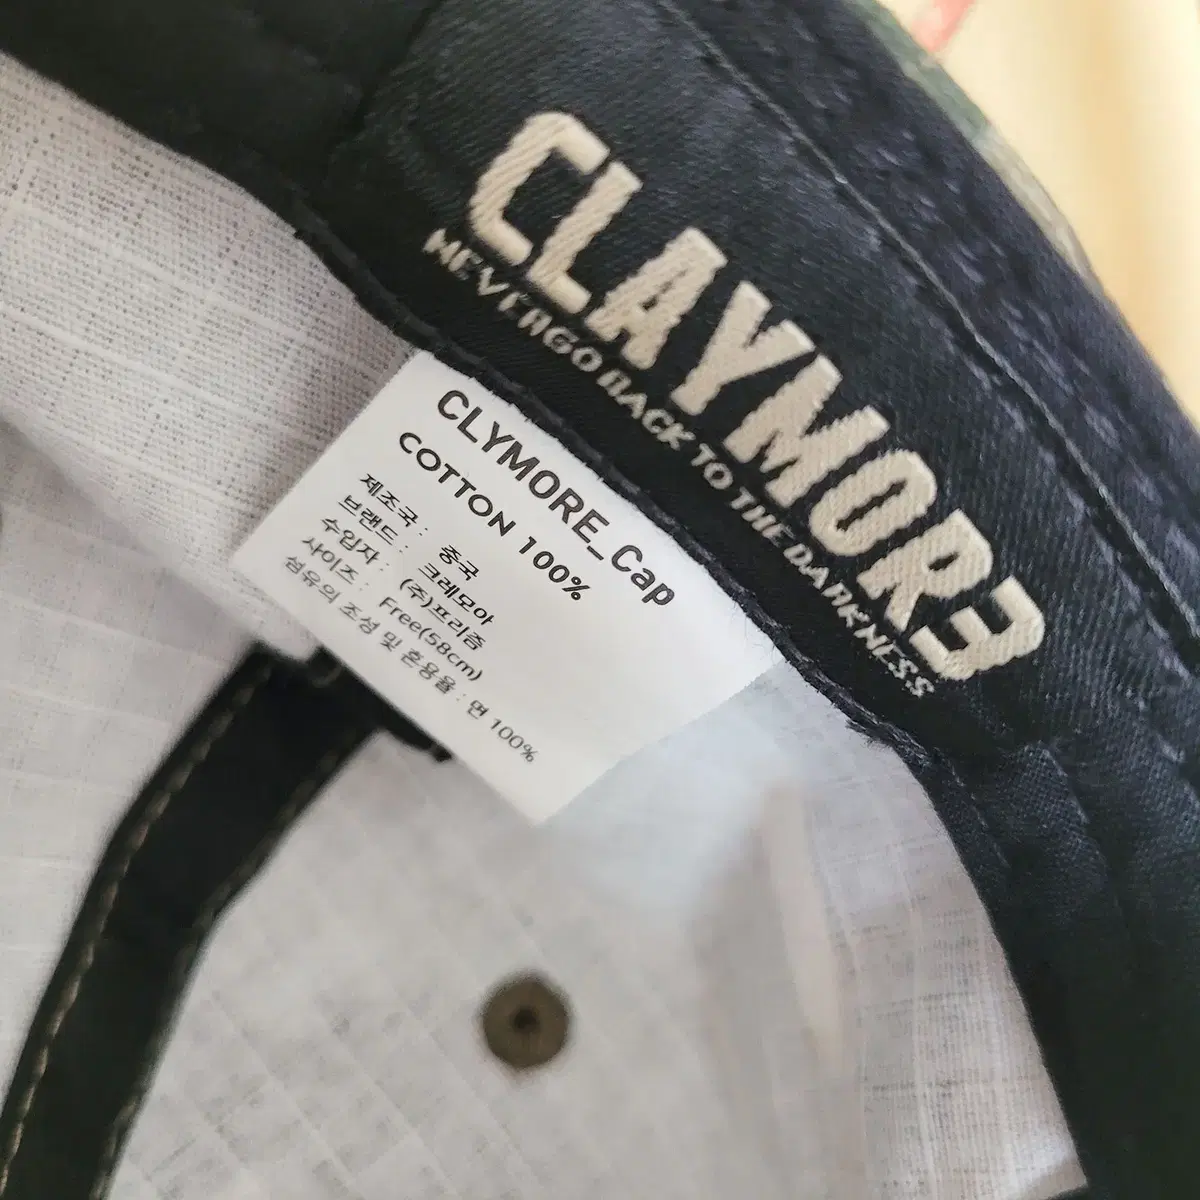 CLAYMOR3
NEVER GO BACK TO THE DARKNESS
CLYMORE_Cap
COTTON 100%
제조국 : 중국
브랜드 : 크레모아
수입자 : (주)프리즘
사이즈 : Free(58cm)
섬유의 조성 및 혼용율 : 면 100%